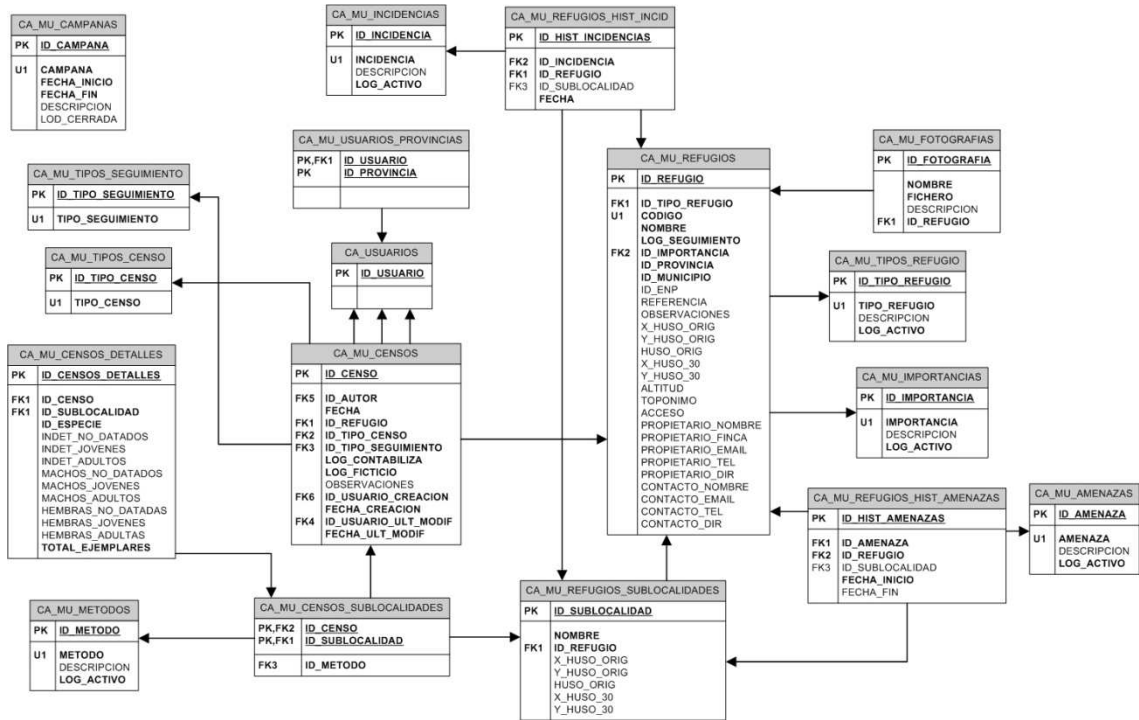 CA_MU_CAMPANAS
PK ID_CAMPANA
U1 CAMPANA
FECHA_INICIO
FECHA_FIN
DESCRIPCION
LOD_CERRADA
CA_MU_INCIDENCIAS
PK ID_INCIDENCIA
U1 INCIDENCIA
DESCRIPCION
LOG_ACTIVO
CA_MU_REFUGIOS_HIST_INCID
PK ID_HIST_INCIDENCIAS
FK2 ID_INCIDENCIA
FK1 ID_REFUGIO
FK3 ID_SUBLOCALIDAD
FECHA
CA_MU_USUARIOS_PROVINCIAS
PK,FK1 ID_USUARIO
PK ID_PROVINCIA
CA_MU_TIPOS_SEGUIMIENTO
PK ID_TIPO_SEGUIMIENTO
U1 TIPO_SEGUIMIENTO
CA_MU_TIPOS_CENSO
PK ID_TIPO_CENSO
U1 TIPO_CENSO
CA_USUARIOS
PK ID_USUARIO
CA_MU_REFUGIOS
PK ID_REFUGIO
FK1 ID_TIPO_REFUGIO
U1 CODIGO
NOMBRE
LOG_SEGUIMIENTO
FK2 ID_IMPORTANCIA
ID_PROVINCIA
ID_MUNICIPIO
ID_ENP
REFERENCIA
OBSERVACIONES
X_HUSO_ORIG
Y_HUSO_ORIG
HUSO_ORIG
X_HUSO_30
Y_HUSO_30
ALTITUD
TOPONIMO
ACCESO
PROPIETARIO_NOMBRE
PROPIETARIO_FINCA
PROPIETARIO_EMAIL
PROPIETARIO_TEL
PROPIETARIO_DIR
CONTACTO_NOMBRE
CONTACTO_EMAIL
CONTACTO_TEL
CONTACTO_DIR
CA_MU_FOTOGRAFIAS
PK ID_FOTOGRAFIA
NOMBRE
FICHERO
DESCRIPCION
FK1 ID_REFUGIO
CA_MU_TIPOS_REFUGIO
PK ID_TIPO_REFUGIO
U1 TIPO_REFUGIO
DESCRIPCION
LOG_ACTIVO
CA_MU_IMPORTANCIAS
PK ID_IMPORTANCIA
U1 IMPORTANCIA
DESCRIPCION
LOG_ACTIVO
CA_MU_CENSOS_DETALLES
PK ID_CENSOS_DETALLES
FK1 ID_CENSO
FK1 ID_SUBLOCALIDAD
ID_ESPECIE
INDET_NO_DATADOS
INDET_JOVENES
INDET_ADULTOS
MACHOS_NO_DATADOS
MACHOS_JOVENES
MACHOS_ADULTOS
HEMBRAS_NO_DATADAS
HEMBRAS_JOVENES
HEMBRAS_ADULTAS
TOTAL_EJEMPLARES
CA_MU_CENSOS
PK ID_CENSO
FK5 ID_AUTOR
FECHA
FK1 ID_REFUGIO
FK2 ID_TIPO_CENSO
FK3 ID_TIPO_SEGUIMIENTO
LOG_CONTABILIZA
LOG_FICTICIO
OBSERVACIONES
FK6 ID_USUARIO_CREACION
FECHA_CREACION
FK4 ID_USUARIO_ULT_MODIF
FECHA_ULT_MODIF
CA_MU_REFUGIOS_HIST_AMENAZAS
PK ID_HIST_AMENAZAS
FK1 ID_AMENAZA
FK2 ID_REFUGIO
FK3 ID_SUBLOCALIDAD
FECHA_INICIO
FECHA_FIN
CA_MU_AMENAZAS
PK ID_AMENAZA
U1 AMENAZA
DESCRIPCION
LOG_ACTIVO
CA_MU_METODOS
PK ID_METODO
U1 METODO
DESCRIPCION
LOG_ACTIVO
CA_MU_CENSOS_SUBLOCALIDADES
PK,FK2 ID_CENSO
PK,FK1 ID_SUBLOCALIDAD
FK3 ID_METODO
CA_MU_REFUGIOS_SUBLOCALIDADES
PK ID_SUBLOCALIDAD
NOMBRE
FK1 ID_REFUGIO
X_HUSO_ORIG
Y_HUSO_ORIG
HUSO_ORIG
X_HUSO_30
Y_HUSO_30